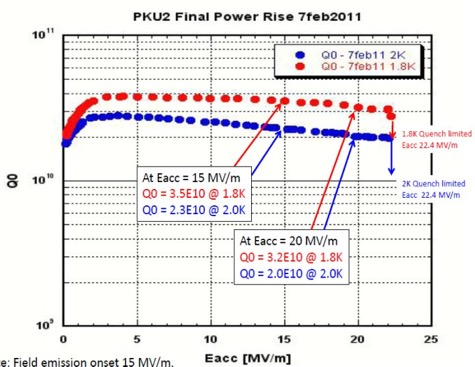 PKU2 Final Power Rise 7feb2011
10¹¹
Q0 - 7feb11 2K
Q0 - 7feb11 1.8K
1.8K Quench limited
Eacc 22.4 MV/m
Q0
10¹⁰
2K Quench limited
Eacc 22.4 MV/m
At Eacc = 15 MV/m
Q0 = 3.5E10 @ 1.8K
Q0 = 2.3E10 @ 2.0K
At Eacc = 20 MV/m
Q0 = 3.2E10 @ 1.8K
Q0 = 2.0E10 @ 2.0K
10⁹
0 5 10 15 20 25
Eacc [MV/m]
e: Field emission onset 15 MV/m.